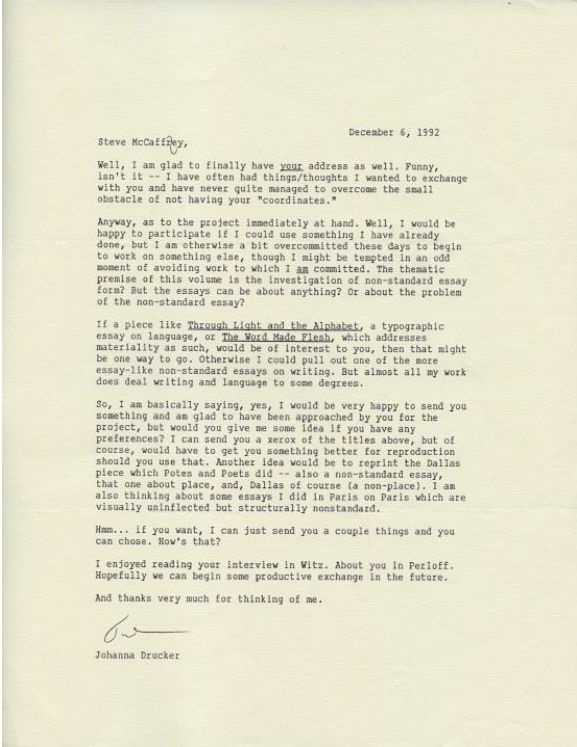 December 6, 1992
Steve McCaffrey,
Well, I am glad to finally have your address as well. Funny,
isn't it -- I have often had things/thoughts I wanted to exchange
with you and have never quite managed to overcome the small
obstacle of not having your "coordinates."
Anyway, as to the project immediately at hand. Well, I would be
happy to participate if I could use something I have already
done, but I am otherwise a bit overcommitted these days to begin
to work on something else, though I might be tempted in an odd
moment of avoiding work to which I am committed. The thematic
premise of this volume is the investigation of non-standard essay
form? But the essays can be about anything? Or about the problem
of the non-standard essay?
If a piece like Through Light and the Alphabet, a typographic
essay on language, or The Word Made Flesh, which addresses
materiality as such, would be of interest to you, then that might
be one way to go. Otherwise I could pull out one of the more
essay-like non-standard essays on writing. But almost all my work
does deal writing and language to some degrees.
So, I am basically saying, yes, I would be very happy to send you
something and am glad to have been approached by you for the
project, but would you give me some idea if you have any
preferences? I can send you a xerox of the titles above, but of
course, would have to get you something better for reproduction
should you use that. Another idea would be to reprint the Dallas
piece which Potes and Poets did -- also a non-standard essay,
that one about place, and, Dallas of course (a non-place). I am
also thinking about some essays I did in Paris on Paris which are
visually uninflected but structurally nonstandard.
Hmm... if you want, I can just send you a couple things and you
can chose. How's that?
I enjoyed reading your interview in Witz. About you in Perloff.
Hopefully we can begin some productive exchange in the future.
And thanks very much for thinking of me.
Johanna Drucker